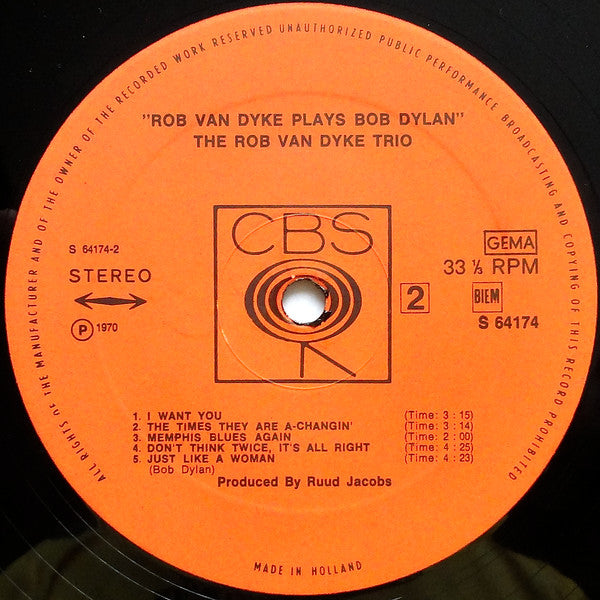 ALL RIGHTS OF THE MANUFACTURER AND OF THE OWNER OF THE RECORDED WORK RESERVED UNAUTHORIZED PUBLIC PERFORMANCE BROADCASTING AND COPYING OF THIS RECORD PROHIBITED
"ROB VAN DYKE PLAYS BOB DYLAN"
THE ROB VAN DYKE TRIO
CBS
S 64174-2
STEREO
Ⓟ 1970
GEMA
33 ⅓ RPM
2
BIEM
S 64174
1. I WANT YOU (Time: 3 : 15)
2. THE TIMES THEY ARE A-CHANGIN' (Time: 3 : 14)
3. MEMPHIS BLUES AGAIN (Time: 2 : 00)
4. DON'T THINK TWICE, IT'S ALL RIGHT (Time: 4 : 25)
5. JUST LIKE A WOMAN (Time: 4 : 23)
(Bob Dylan)
Produced By Ruud Jacobs
MADE IN HOLLAND